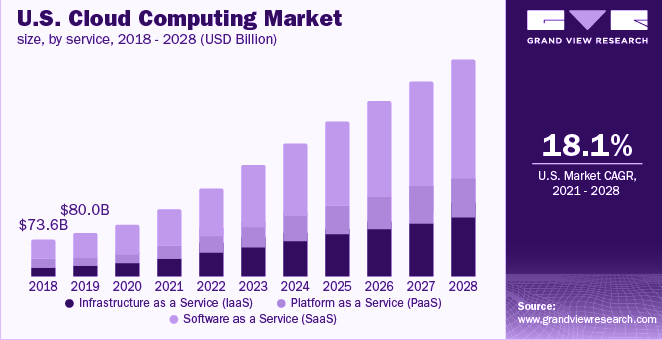 U.S. Cloud Computing Market
size, by service, 2018 - 2028 (USD Billion)
$73.6B
$80.0B
2018 2019 2020 2021 2022 2023 2024 2025 2026 2027 2028
Infrastructure as a Service (IaaS) Platform as a Service (PaaS)
Software as a Service (SaaS)
GRAND VIEW RESEARCH
18.1%
U.S. Market CAGR,
2021 - 2028
Source:
www.grandviewresearch.com